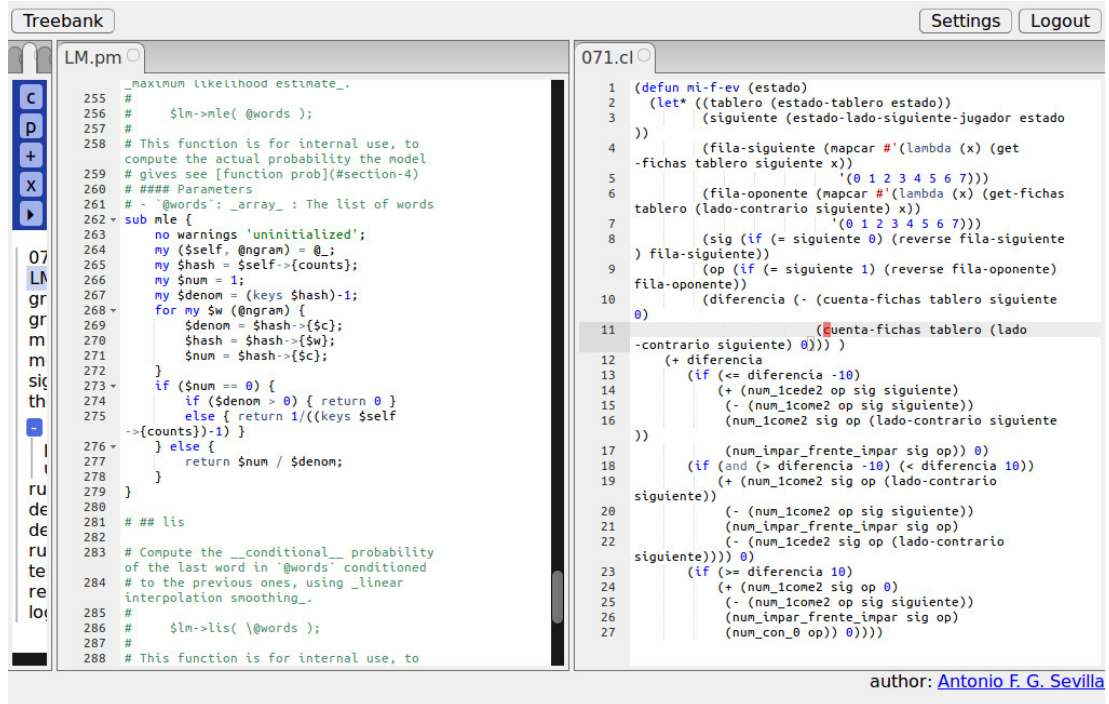 Treebank
Settings
Logout
c
p
+
x
07
LM
gr
gr
m
m
sig
th
-
ru
de
de
ru
te
re
log
LM.pm
_maximum likelihood estimate_.
255 #
256 #     $lm->mle( @words );
257 #
258 # This function is for internal use, to
compute the actual probability the model
259 # gives see [function prob](#section-4)
260 # #### Parameters
261 # - `@words`: _array_ : The list of words
262 sub mle {
263     no warnings 'uninitialized';
264     my ($self, @ngram) = @_;
265     my $hash = $self->{counts};
266     my $num = 1;
267     my $denom = (keys $hash)-1;
268     for my $w (@ngram) {
269         $denom = $hash->{$c};
270         $hash = $hash->{$w};
271         $num = $hash->{$c};
272     }
273     if ($num == 0) {
274         if ($denom > 0) { return 0 }
275         else { return 1/((keys $self
->{counts})-1) }
276     } else {
277         return $num / $denom;
278     }
279 }
280
281 # ## lis
282
283 # Compute the __conditional__ probability
of the last word in `@words` conditioned
284 # to the previous ones, using _linear
interpolation smoothing_.
285 #
286 #     $lm->lis( \@words );
287 #
288 # This function is for internal use, to
071.cl
1 (defun mi-f-ev (estado)
2   (let* ((tablero (estado-tablero estado))
3          (siguiente (estado-lado-siguiente-jugador estado
))
4          (fila-siguiente (mapcar #'(lambda (x) (get
-fichas tablero siguiente x))
5                            '(0 1 2 3 4 5 6 7)))
6          (fila-oponente (mapcar #'(lambda (x) (get-fichas
tablero (lado-contrario siguiente) x))
7                           '(0 1 2 3 4 5 6 7)))
8          (sig (if (= siguiente 0) (reverse fila-siguiente
) fila-siguiente))
9          (op (if (= siguiente 1) (reverse fila-oponente)
fila-oponente))
10          (diferencia (- (cuenta-fichas tablero siguiente
0)
11                         (cuenta-fichas tablero (lado
-contrario siguiente) 0))) )
12     (+ diferencia
13        (if (<= diferencia -10)
14            (+ (num_1cede2 op sig siguiente)
15            (- (num_1come2 op sig siguiente))
16            (num_1come2 sig op (lado-contrario siguiente
))
17            (num_impar_frente_impar sig op)) 0)
18        (if (and (> diferencia -10) (< diferencia 10))
19            (+ (num_1come2 sig op (lado-contrario
siguiente))
20            (- (num_1come2 op sig siguiente))
21            (num_impar_frente_impar sig op)
22            (- (num_1cede2 sig op (lado-contrario
siguiente)))) 0)
23        (if (>= diferencia 10)
24            (+ (num_1come2 sig op 0)
25            (- (num_1come2 op sig siguiente))
26            (num_impar_frente_impar sig op)
27            (num_con_0 op)) 0))))
author: Antonio F. G. Sevilla